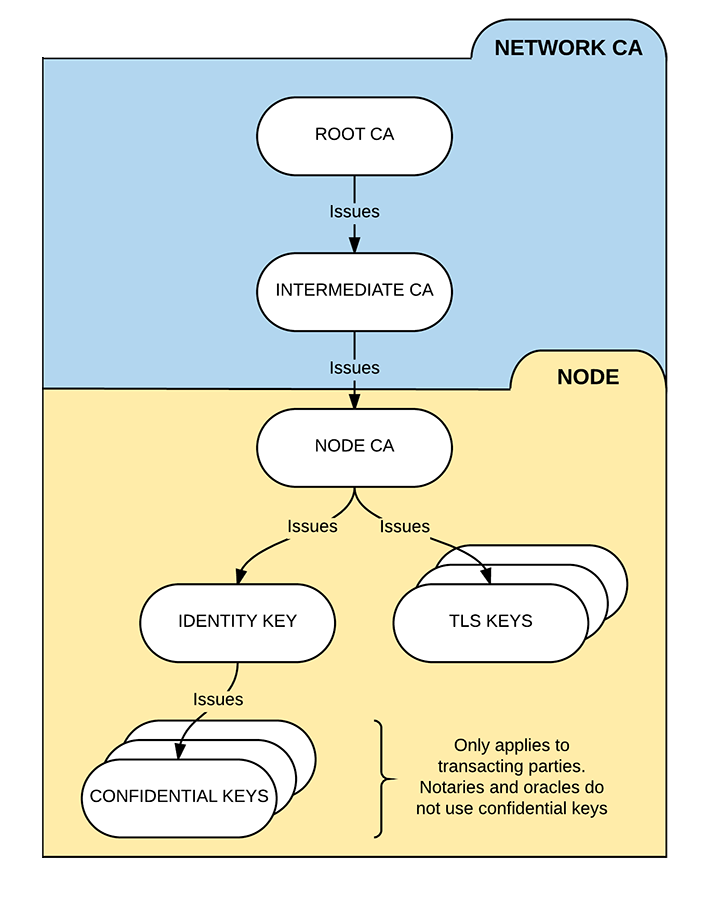 NETWORK CA
ROOT CA
Issues
INTERMEDIATE CA
Issues
NODE
NODE CA
Issues
Issues
IDENTITY KEY
TLS KEYS
Issues
CONFIDENTIAL KEYS
Only applies to
transacting parties.
Notaries and oracles do
not use confidential keys